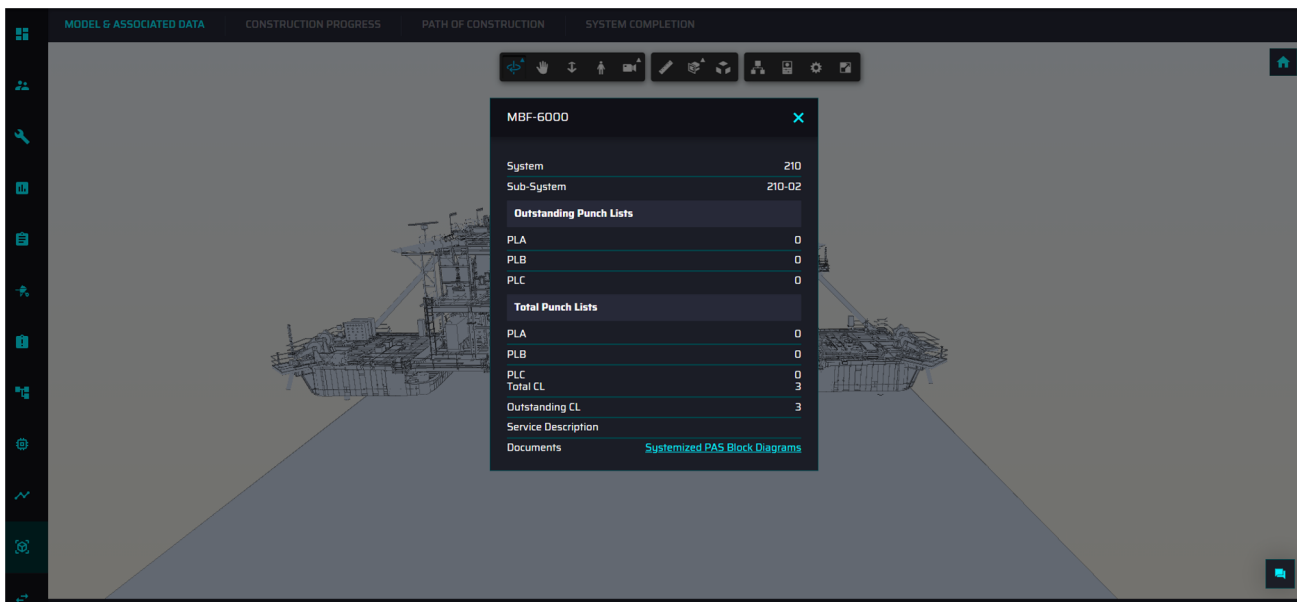 MODEL & ASSOCIATED DATA CONSTRUCTION PROGRESS PATH OF CONSTRUCTION SYSTEM COMPLETION
MBF-6000
System 210
Sub-System 210-02
Outstanding Punch Lists
PLA 0
PLB 0
PLC 0
Total Punch Lists
PLA 0
PLB 0
PLC 0
Total CL 3
Outstanding CL 3
Service Description
Documents Systemized PAS Block Diagrams